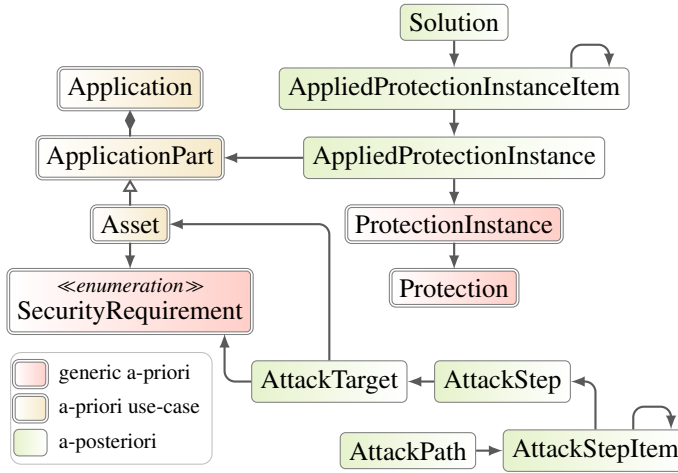 Solution
Application
AppliedProtectionInstanceItem
ApplicationPart
AppliedProtectionInstance
Asset
ProtectionInstance
≪enumeration≫
SecurityRequirement
Protection
generic a-priori
a-priori use-case
a-posteriori
AttackTarget
AttackStep
AttackPath
AttackStepItem